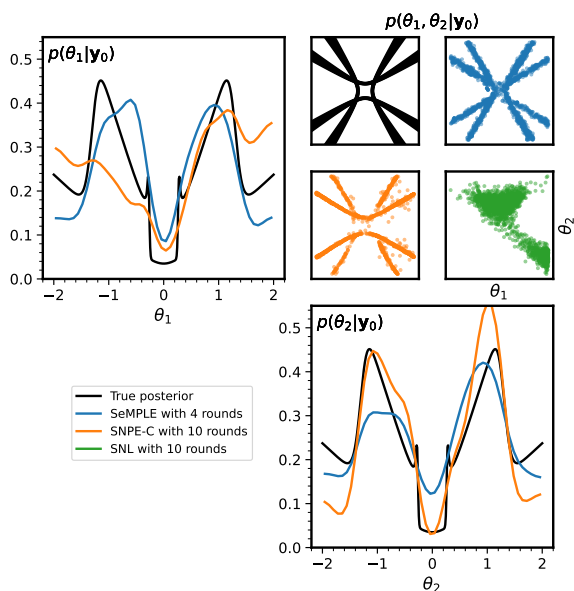 p(θ₁, θ₂|y₀)
p(θ₁|y₀)
0.5
0.4
0.3
0.2
0.1
0.0
−2 −1 0 1 2
θ₁
θ₂
θ₁
p(θ₂|y₀)
0.5
0.4
0.3
0.2
0.1
0.0
−2 −1 0 1 2
θ₂
True posterior
SeMPLE with 4 rounds
SNPE-C with 10 rounds
SNL with 10 rounds